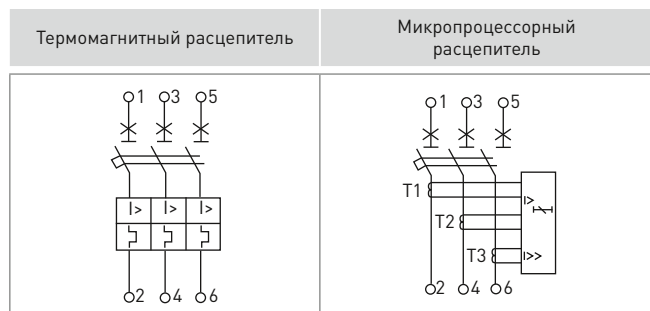 Термомагнитный расцепитель
Микропроцессорный
расцепитель
1 3 5
I> I> I>
2 4 6
1 3 5
T1
I>
T2
T3
I>>
2 4 6